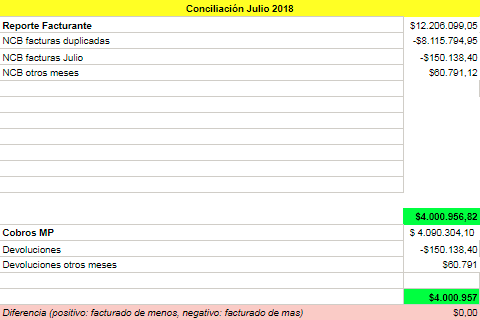 Conciliación Julio 2018
Reporte Facturante $12.206.099,05
NCB facturas duplicadas -$8.115.794,95
NCB facturas Julio -$150.138,40
NCB otros meses $60.791,12
$4.000.956,82
Cobros MP $ 4.090.304,10
Devoluciones -$150.138,40
Devoluciones otros meses $60.791
$4.000.957
Diferencia (positivo: facturado de menos, negativo: facturado de mas) $0,00